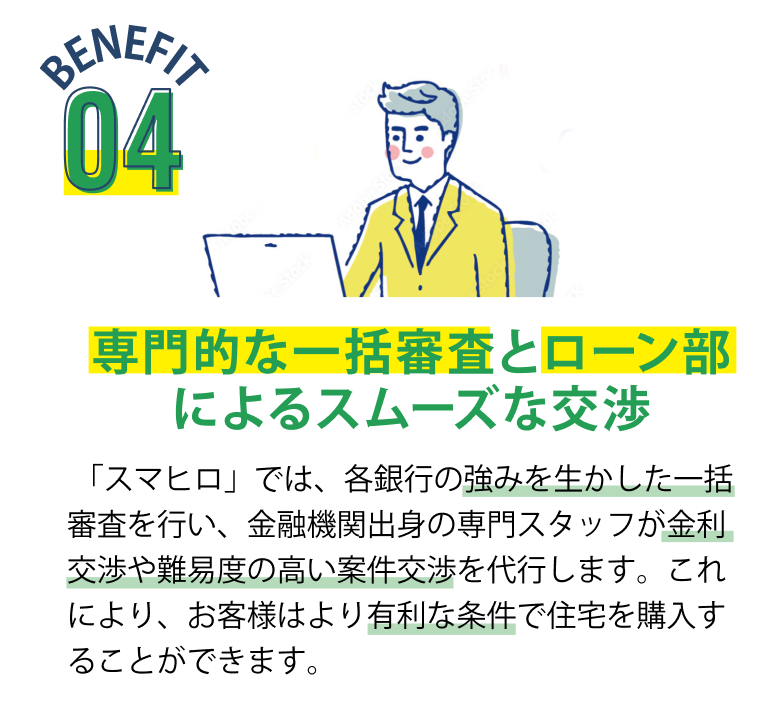 BENEFIT
04
専門的な一括審査とローン部
によるスムーズな交渉
「スマヒロ」では、各銀行の強みを生かした一括
審査を行い、金融機関出身の専門スタッフが金利
交渉や難易度の高い案件交渉を代行します。これ
により、お客様はより有利な条件で住宅を購入す
ることができます。